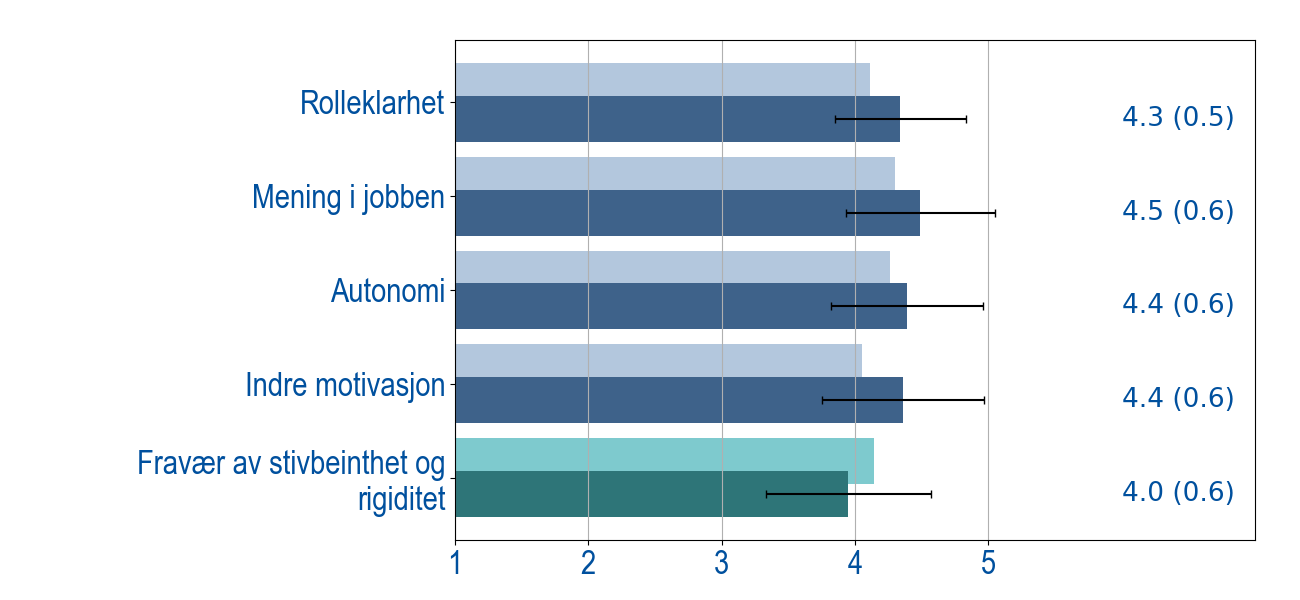 Rolleklarhet
4.3 (0.5)
Mening i jobben
4.5 (0.6)
Autonomi
4.4 (0.6)
Indre motivasjon
4.4 (0.6)
Fravær av stivbeinthet og
rigiditet
4.0 (0.6)
1 2 3 4 5